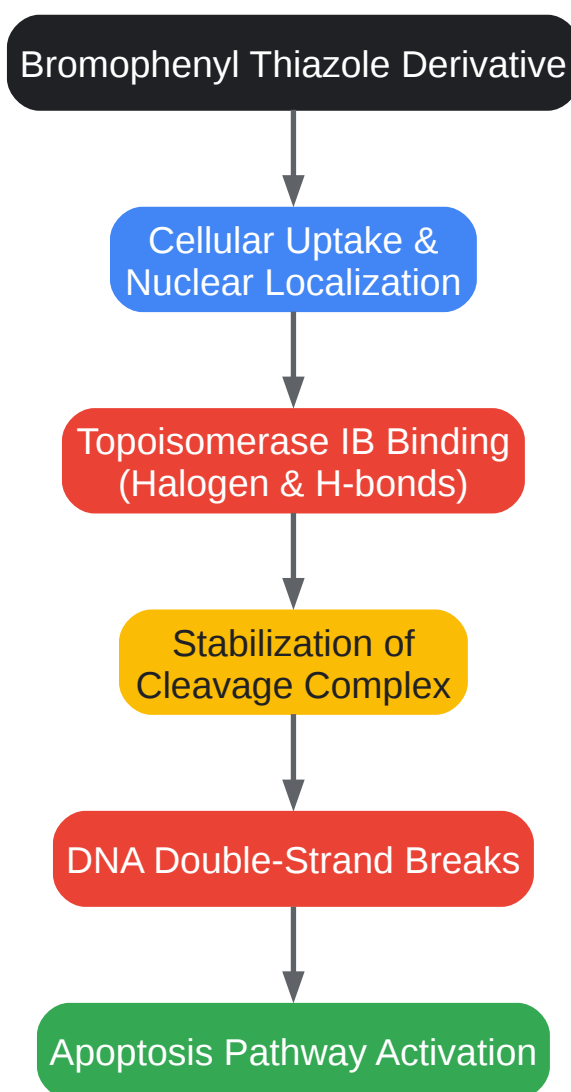 Bromophenyl Thiazole Derivative
Cellular Uptake &
Nuclear Localization
Topoisomerase IB Binding
(Halogen & H-bonds)
Stabilization of
Cleavage Complex
DNA Double-Strand Breaks
Apoptosis Pathway Activation